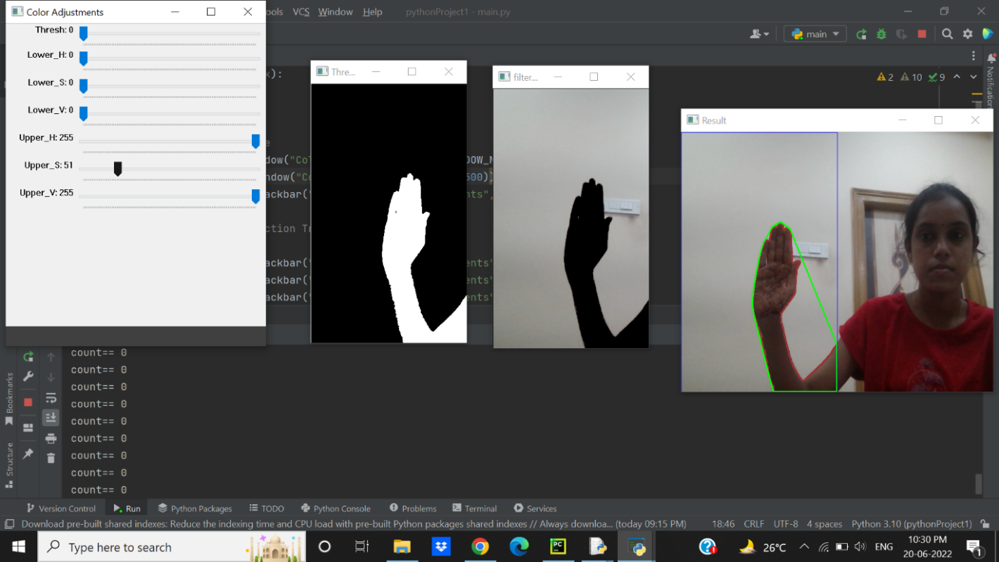 Color Adjustments
ools VCS Window Help pythonProject1 - main.py
main
Thresh: 0
Lower_H: 0
Lower_S: 0
Lower_V: 0
Upper_H: 255
Upper_S: 51
Upper_V: 255
Thre...
filter...
Result
x):
2 10 9
Notification
dow("Col
OW_N
ndow("Co
500))
ackbar("
nts",
ction Tr
ackbar("
ents"
ackbar("
ents"
ackbar("
ents"
count== 0
count== 0
count== 0
count== 0
count== 0
count== 0
count== 0
count== 0
count== 0
Bookmarks
Structure
Version Control Run Python Packages TODO Python Console Problems Terminal Services
Download pre-built shared indexes: Reduce the indexing time and CPU load with pre-built Python packages shared indexes // Always downloa... (today 09:15 PM) 18:46 CRLF UTF-8 4 spaces Python 3.10 (pythonProject1)
Type here to search
PC
26°C
ENG
10:30 PM
20-06-2022
1